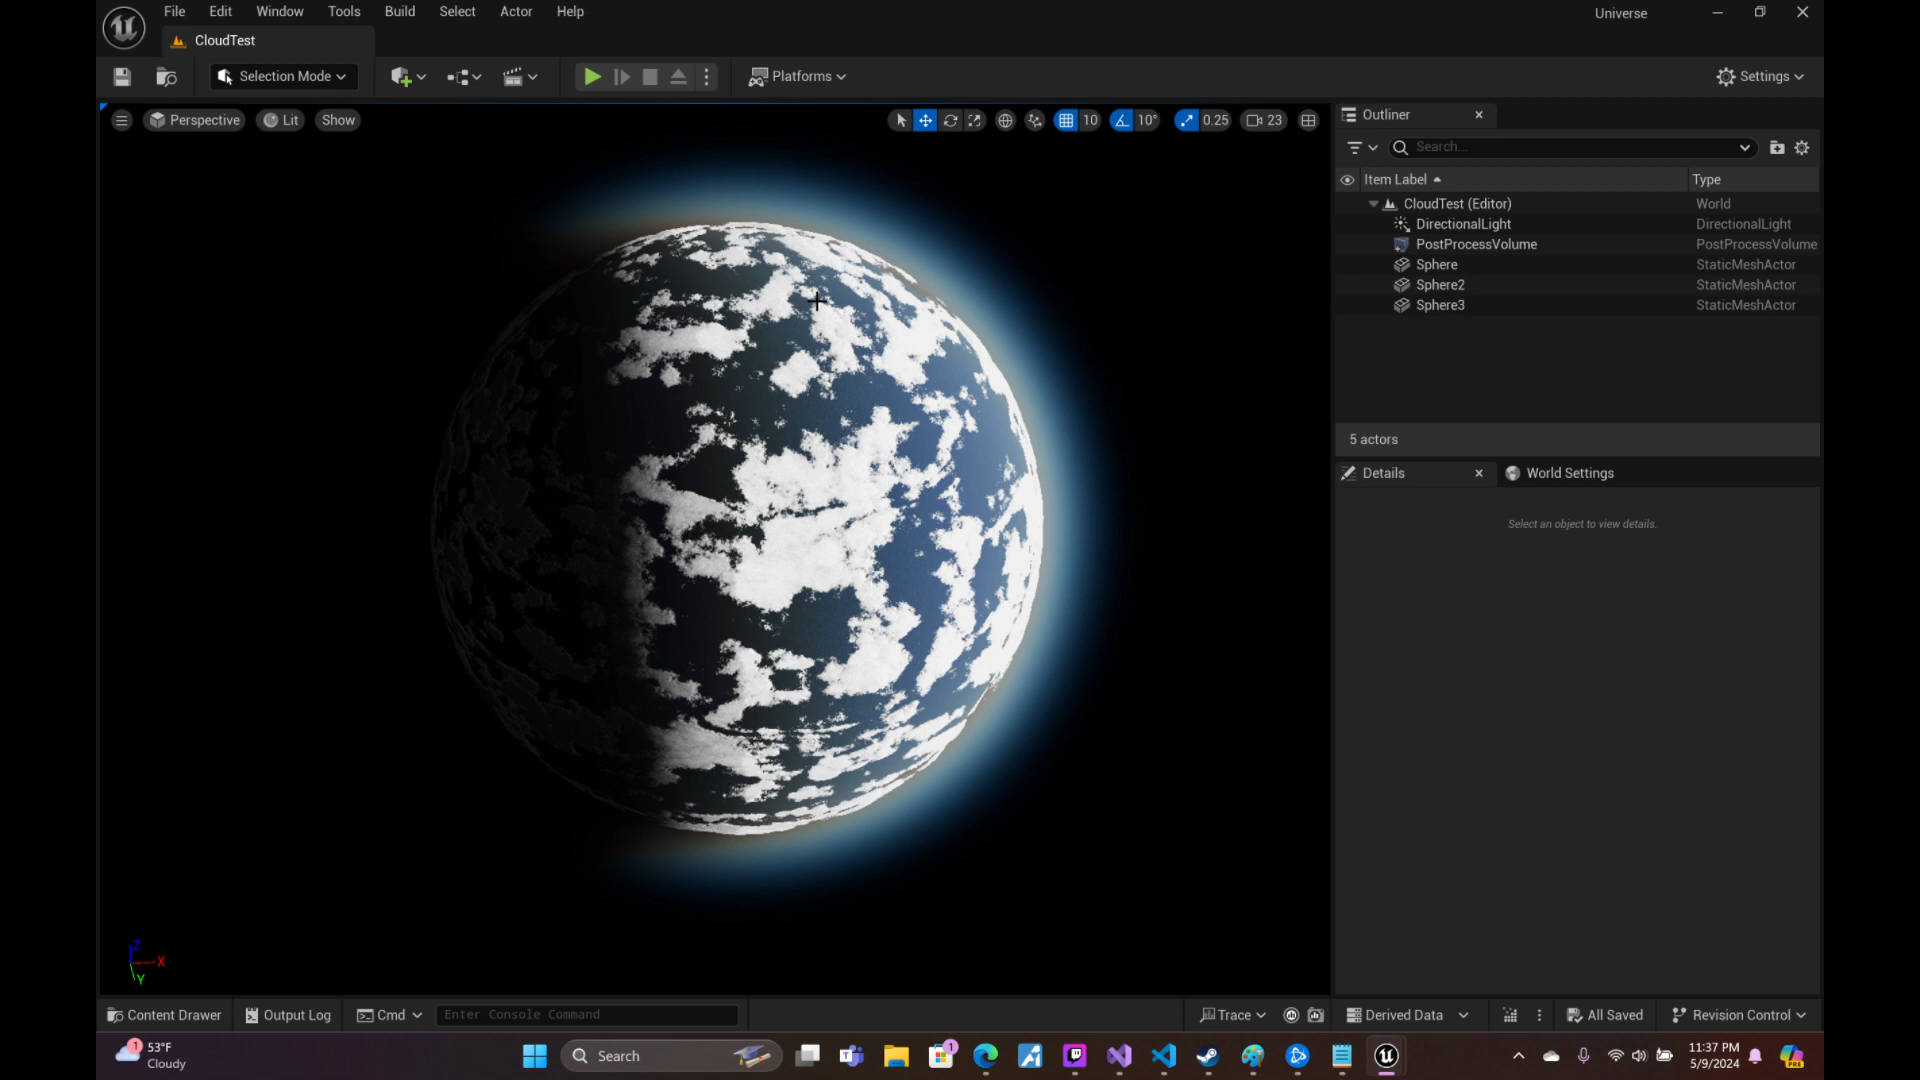 File Edit Window Tools Build Select Actor Help
Universe
CloudTest
Selection Mode
Platforms
Settings
Perspective Lit Show
10 10° 0.25 23
Outliner
Search...
Item Label Type
CloudTest (Editor) World
DirectionalLight DirectionalLight
PostProcessVolume PostProcessVolume
Sphere StaticMeshActor
Sphere2 StaticMeshActor
Sphere3 StaticMeshActor
5 actors
Details World Settings
Select an object to view details.
Z
X
Y
Content Drawer Output Log Cmd Enter Console Command Trace Derived Data All Saved Revision Control
1 53°F
Cloudy
Search
1
11:37 PM
5/9/2024
PRE